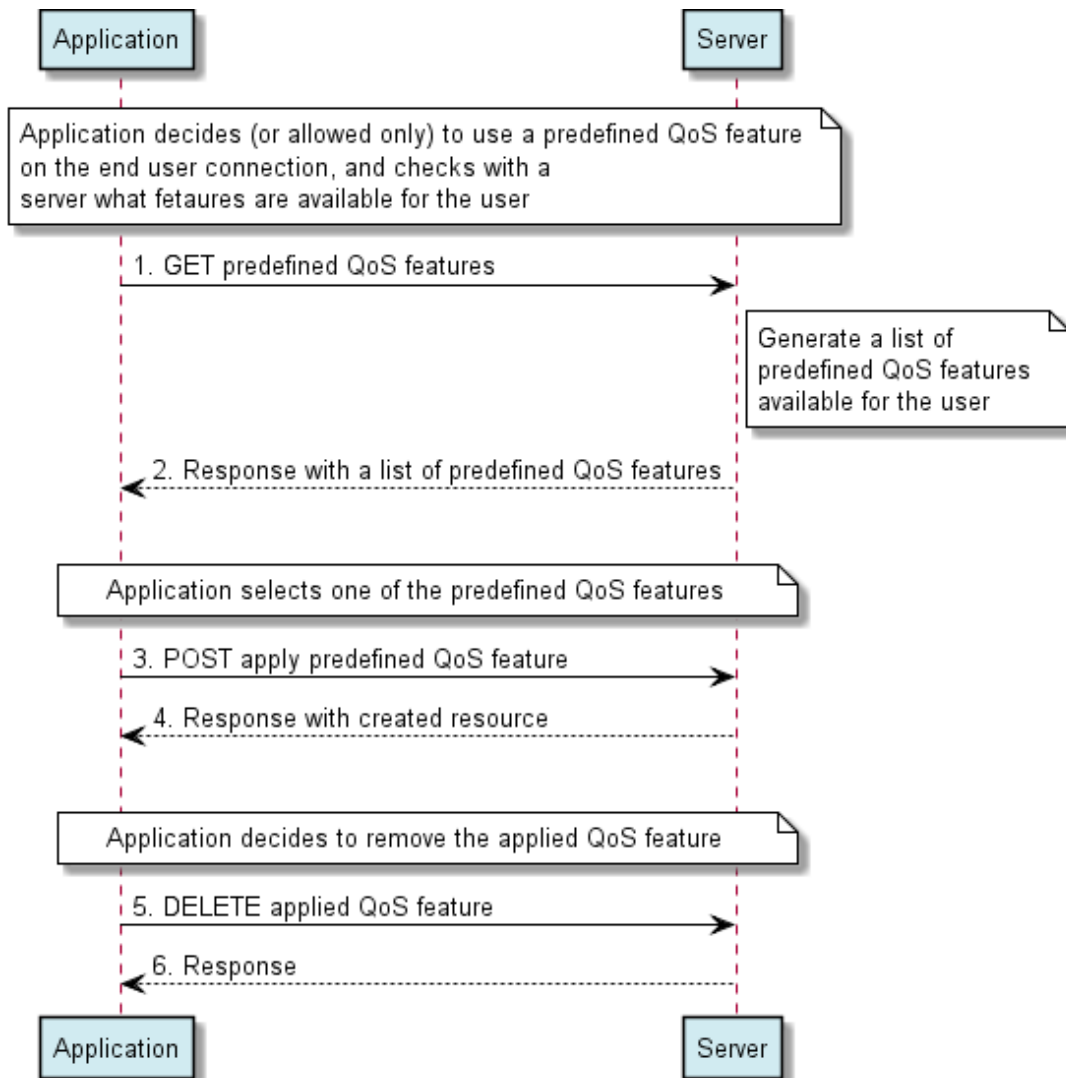 Application
Server
Application decides (or allowed only) to use a predefined QoS feature
on the end user connection, and checks with a
server what fetaures are available for the user
1. GET predefined QoS features
Generate a list of
predefined QoS features
available for the user
2. Response with a list of predefined QoS features
Application selects one of the predefined QoS features
3. POST apply predefined QoS feature
4. Response with created resource
Application decides to remove the applied QoS feature
5. DELETE applied QoS feature
6. Response
Application
Server